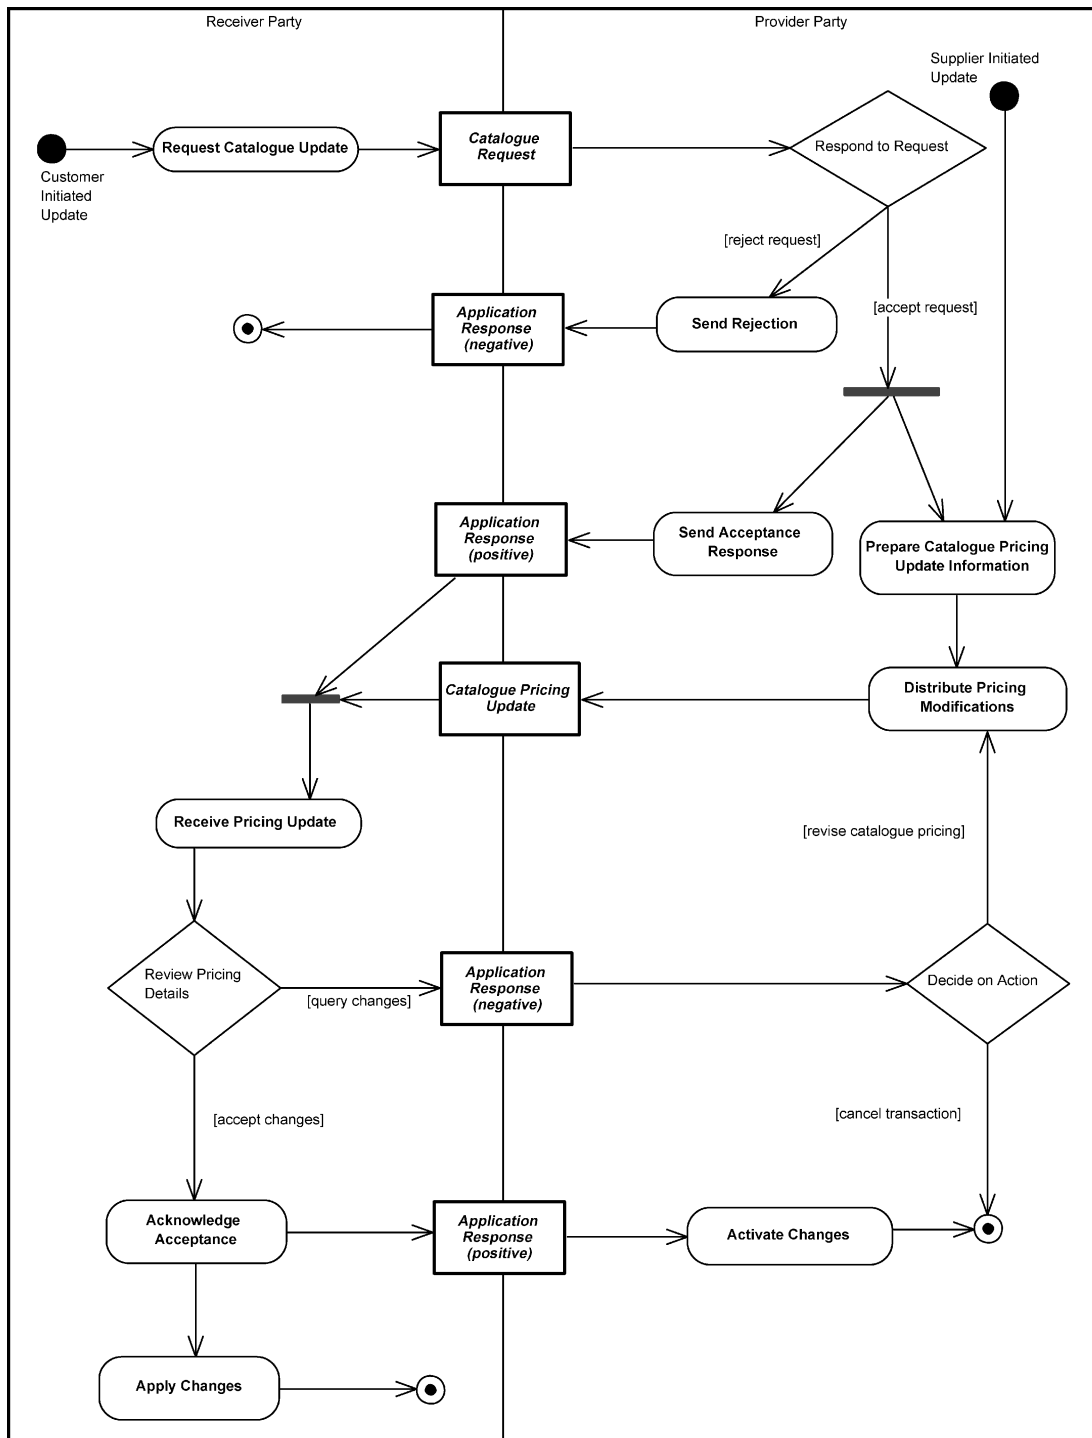 Receiver Party
Provider Party
Supplier Initiated
Update
Customer
Initiated
Update
Request Catalogue Update
Catalogue
Request
Respond to Request
[reject request]
[accept request]
Application
Response
(negative)
Send Rejection
Application
Response
(positive)
Send Acceptance
Response
Prepare Catalogue Pricing
Update Information
Catalogue Pricing
Update
Distribute Pricing
Modifications
Receive Pricing Update
[revise catalogue pricing]
Review Pricing
Details
[query changes]
Application
Response
(negative)
Decide on Action
[accept changes]
[cancel transaction]
Acknowledge
Acceptance
Application
Response
(positive)
Activate Changes
Apply Changes